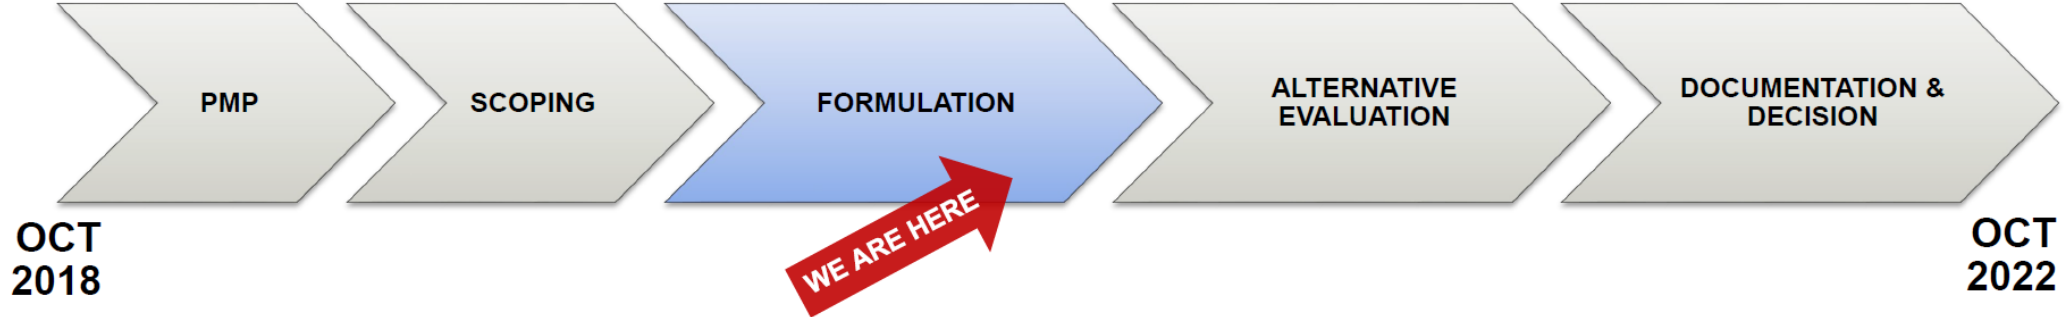 PMP
SCOPING
FORMULATION
ALTERNATIVE
EVALUATION
DOCUMENTATION &
DECISION
WE ARE HERE
OCT
2018
OCT
2022